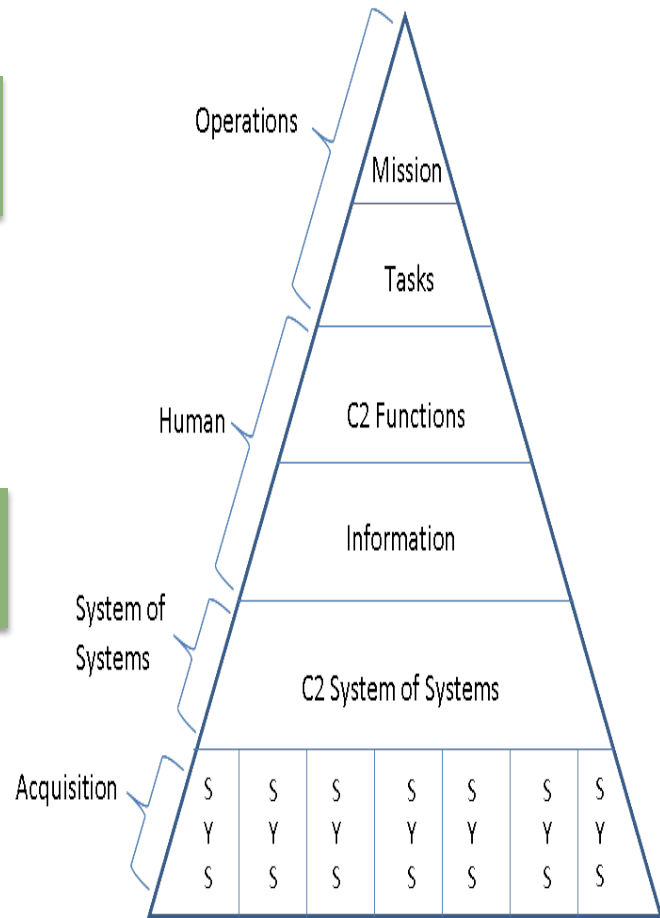 Operations
Mission
Tasks
Human
C2 Functions
Information
System of
Systems
C2 System of Systems
Acquisition
S S S S S S S
Y Y Y Y Y Y Y
S S S S S S S